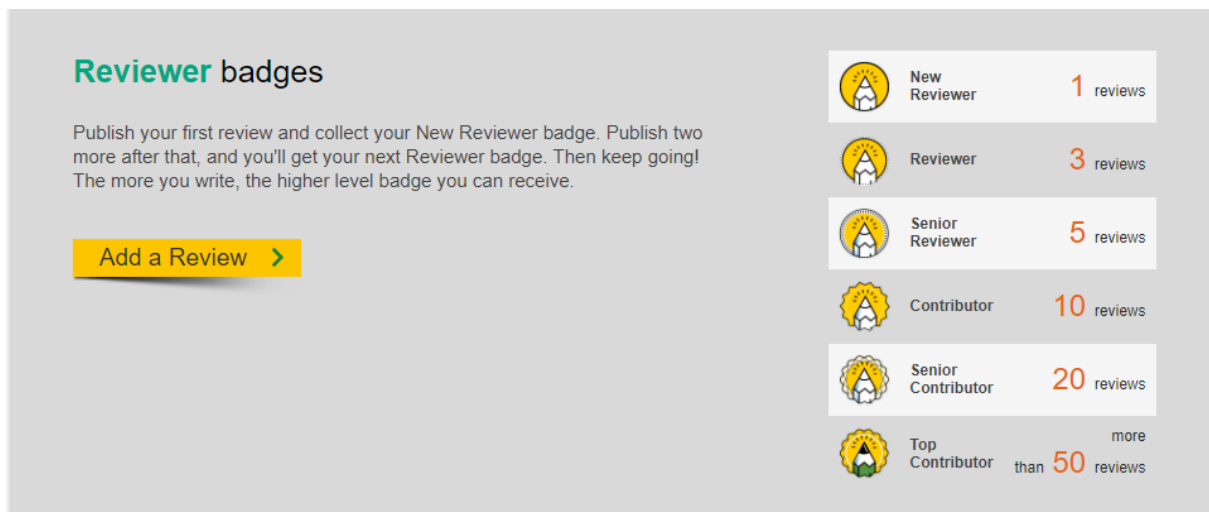 Reviewer badges
Publish your first review and collect your New Reviewer badge. Publish two
more after that, and you'll get your next Reviewer badge. Then keep going!
The more you write, the higher level badge you can receive.
Add a Review
New
Reviewer
1 reviews
Reviewer
3 reviews
Senior
Reviewer
5 reviews
Contributor
10 reviews
Senior
Contributor
20 reviews
Top
Contributor
more
than 50 reviews